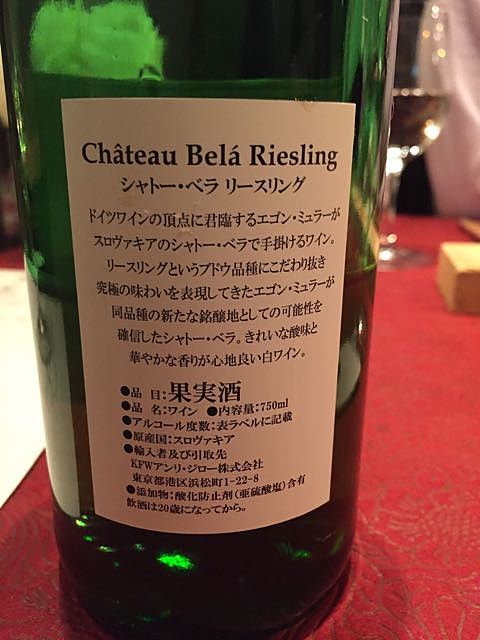 Château Belá Riesling
シャトー・ベラ リースリング
ドイツワインの頂点に君臨するエゴン・ミュラーが
スロヴァキアのシャトー・ベラで手掛けるワイン。
リースリングというブドウ品種にこだわり抜き
究極の味わいを表現してきたエゴン・ミュラーが
同品種の新たな銘醸地としての可能性を
確信したシャトー・ベラ。きれいな酸味と
華やかな香りが心地良い白ワイン。
●品　目:果実酒
●品　名:ワイン ●内容量:750ml
●アルコール度数:表ラベルに記載
●原産国:スロヴァキア
●輸入者及び引取先
KFWアンリ・ジロー株式会社
東京都港区浜松町1-22-8
●添加物:酸化防止剤(亜硫酸塩)含有
飲酒は20歳になってから。